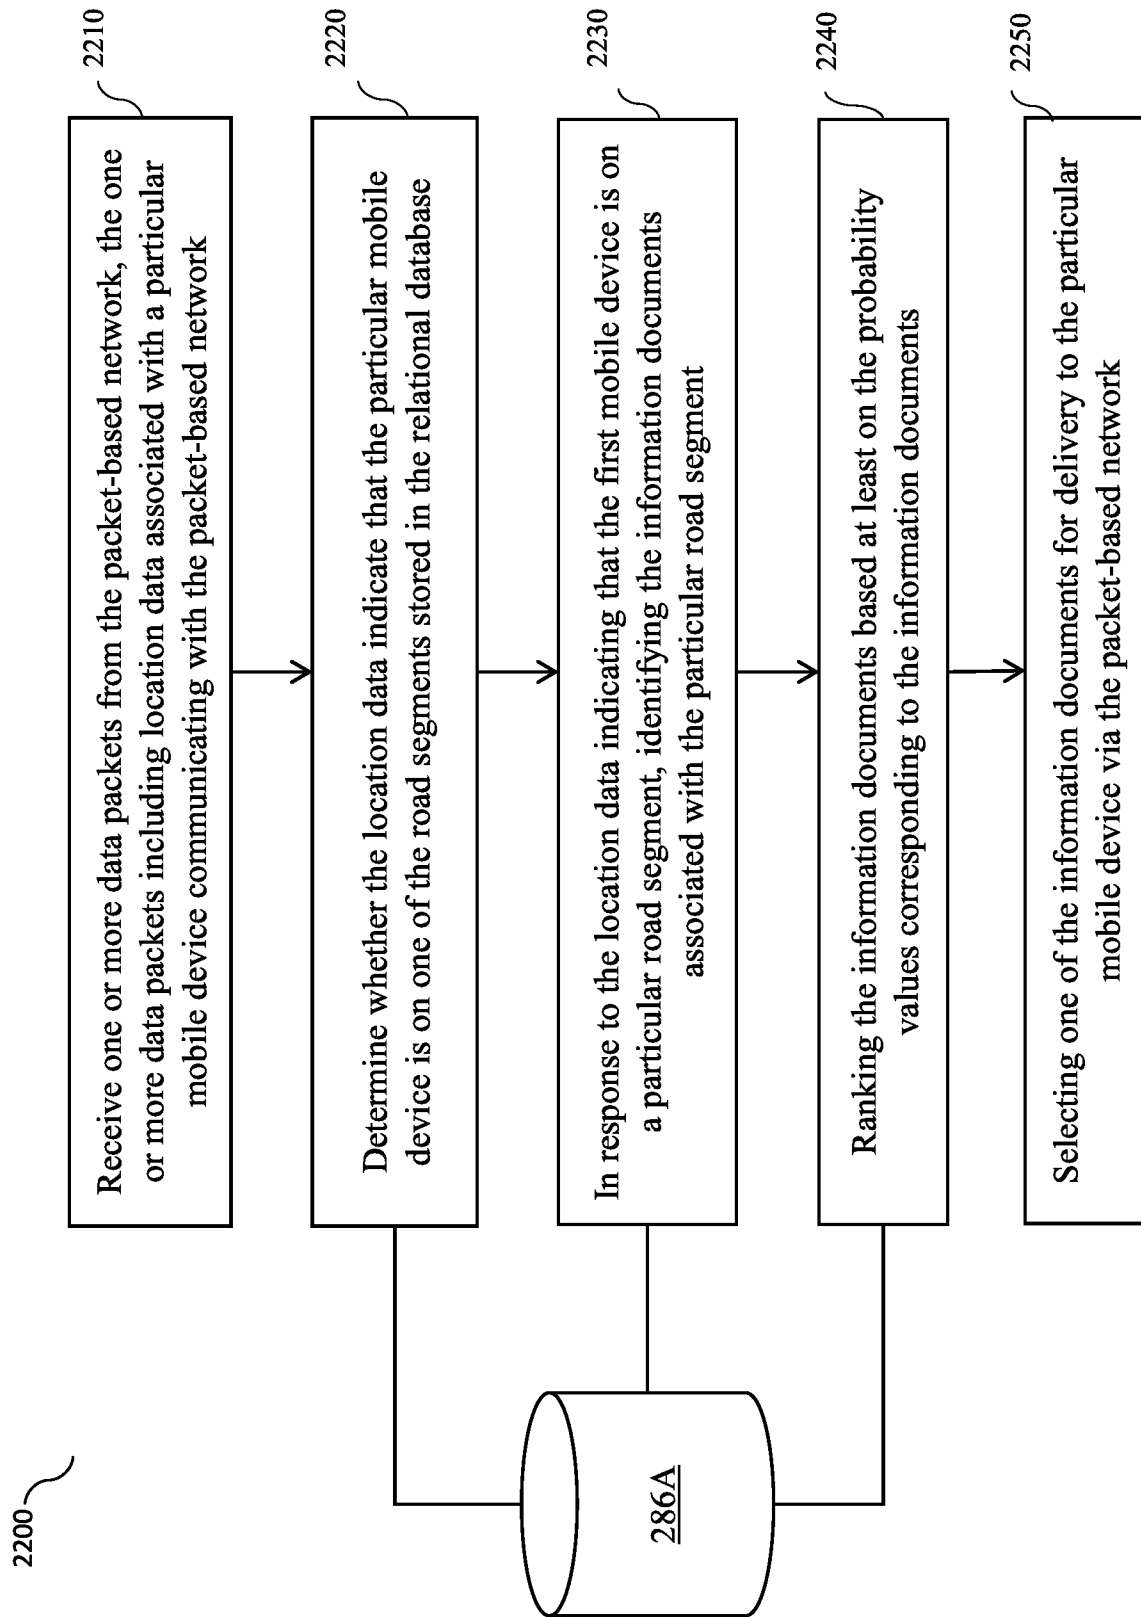 2200
Receive one or more data packets from the packet-based network, the one
or more data packets including location data associated with a particular
mobile device communicating with the packet-based network
2210
Determine whether the location data indicate that the particular mobile
device is on one of the road segments stored in the relational database
2220
In response to the location data indicating that the first mobile device is on
a particular road segment, identifying the information documents
associated with the particular road segment
2230
Ranking the information documents based at least on the probability
values corresponding to the information documents
2240
Selecting one of the information documents for delivery to the particular
mobile device via the packet-based network
2250
286A